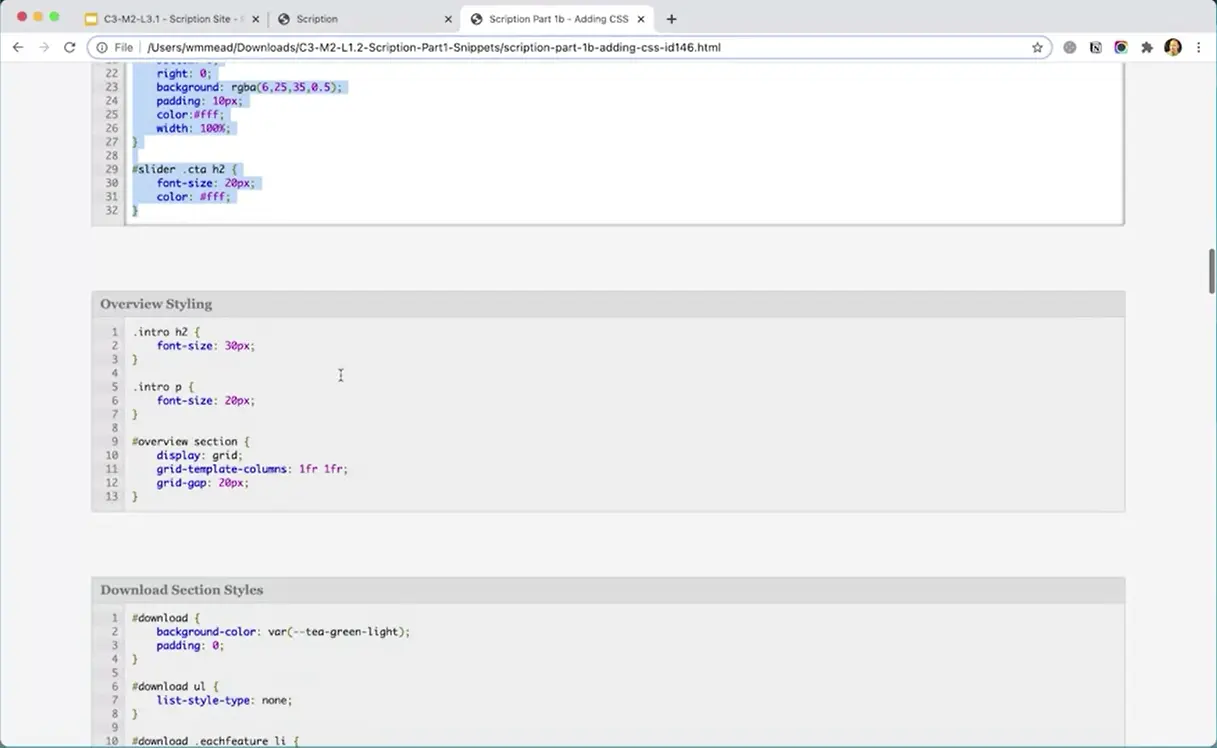 C3-M2-L3.1 - Scription Site -
Scription
Scription Part 1b - Adding CSS
File
/Users/wmmead/Downloads/C3-M2-L1.2-Scription-Part1-Snippets/scription-part-1b-adding-css-id146.html
22 right: 0;
23 background: rgba(6,25,35,0.5);
24 padding: 10px;
25 color:#fff;
26 width: 100%;
27 }
28
29 #slider .cta h2 {
30 font-size: 20px;
31 color: #fff;
32 }
Overview Styling
1 .intro h2 {
2 font-size: 30px;
3 }
4
5 .intro p {
6 font-size: 20px;
7 }
8
9 #overview section {
10 display: grid;
11 grid-template-columns: 1fr 1fr;
12 grid-gap: 20px;
13 }
Download Section Styles
1 #download {
2 background-color: var(--tea-green-light);
3 padding: 0;
4 }
5
6 #download ul {
7 list-style-type: none;
8 }
9
10 #download .eachfeature li {